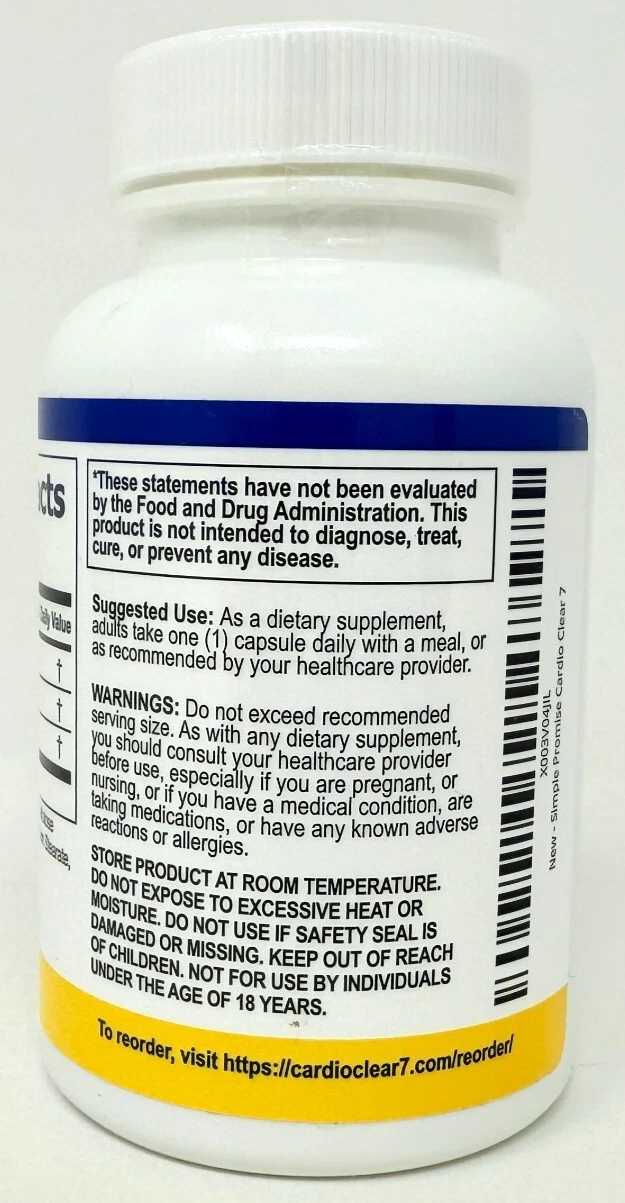 cts
Daily Value
†
†
†
Stearate,
*These statements have not been evaluated
by the Food and Drug Administration. This
product is not intended to diagnose, treat,
cure, or prevent any disease.
Suggested Use: As a dietary supplement,
adults take one (1) capsule daily with a meal, or
as recommended by your healthcare provider.
WARNINGS: Do not exceed recommended
serving size. As with any dietary supplement,
you should consult your healthcare provider
before use, especially if you are pregnant, or
nursing, or if you have a medical condition, are
taking medications, or have any known adverse
reactions or allergies.
STORE PRODUCT AT ROOM TEMPERATURE.
DO NOT EXPOSE TO EXCESSIVE HEAT OR
MOISTURE. DO NOT USE IF SAFETY SEAL IS
DAMAGED OR MISSING. KEEP OUT OF REACH
OF CHILDREN. NOT FOR USE BY INDIVIDUALS
UNDER THE AGE OF 18 YEARS.
X003V04JIL
New - Simple Promise Cardio Clear 7
To reorder, visit https://cardioclear7.com/reorder/